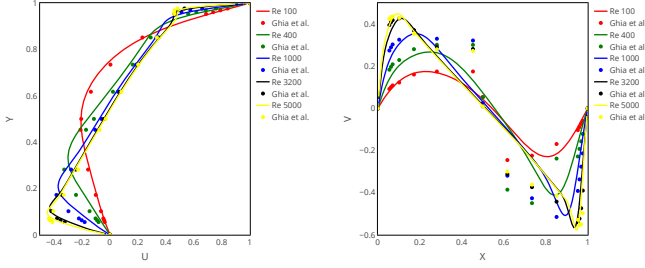 1
0.8
0.6
0.4
0.2
0
−0.4
−0.2
0
0.2
0.4
0.6
0.8
1
U
Y
Re 100
Ghia et al.
Re 400
Ghia et al.
Re 1000
Ghia et al.
Re 3200
Ghia et al.
Re 5000
Ghia et al.
0.4
0.2
0
−0.2
−0.4
−0.6
0
0.2
0.4
0.6
0.8
1
X
V
Re 100
Ghia et al.
Re 400
Ghia et al.
Re 1000
Ghia et al.
Re 3200
Ghia et al.
Re 5000
Ghia et al.